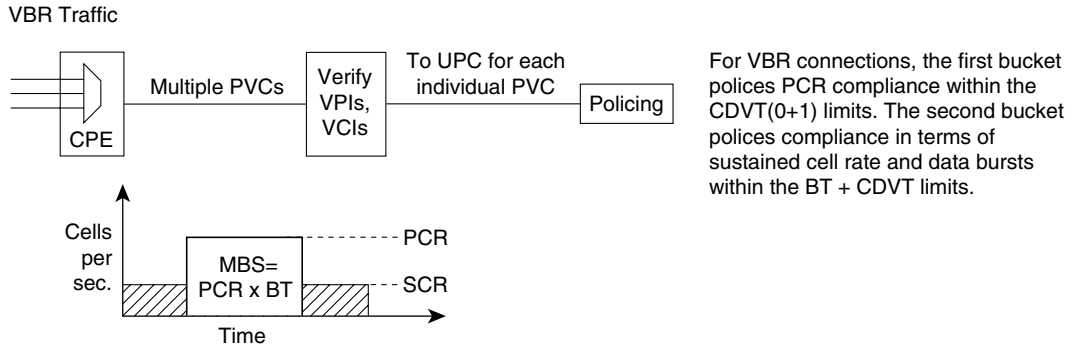 VBR Traffic
CPE
Multiple PVCs
Verify
VPIs,
VCIs
To UPC for each
individual PVC
Policing
For VBR connections, the first bucket
polices PCR compliance within the
CDVT(0+1) limits. The second bucket
polices compliance in terms of
sustained cell rate and data bursts
within the BT + CDVT limits.
Cells
per
sec.
MBS=
PCR x BT
PCR
SCR
Time